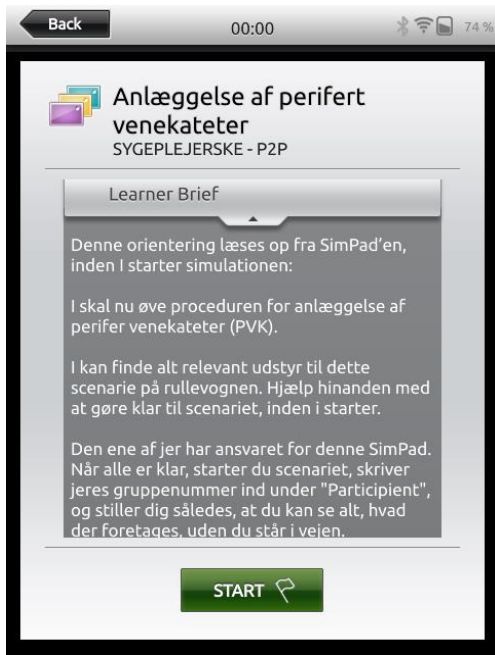 Back
00:00
74 %
Anlæggelse af perifert
venekateter
SYGEPLEJERSKE - P2P
Learner Brief
Denne orientering læses op fra SimPad'en,
inden I starter simulationen:
I skal nu øve proceduren for anlæggelse af
perifer venekateter (PVK).
I kan finde alt relevant udstyr til dette
scenarie på rullevognen. Hjælp hinanden med
at gøre klar til scenariet, inden i starter.
Den ene af jer har ansvaret for denne SimPad.
Når alle er klar, starter du scenariet, skriver
jeres gruppenummer ind under "Participient",
og stiller dig således, at du kan se alt, hvad
der foretages, uden du står i vejen.
START